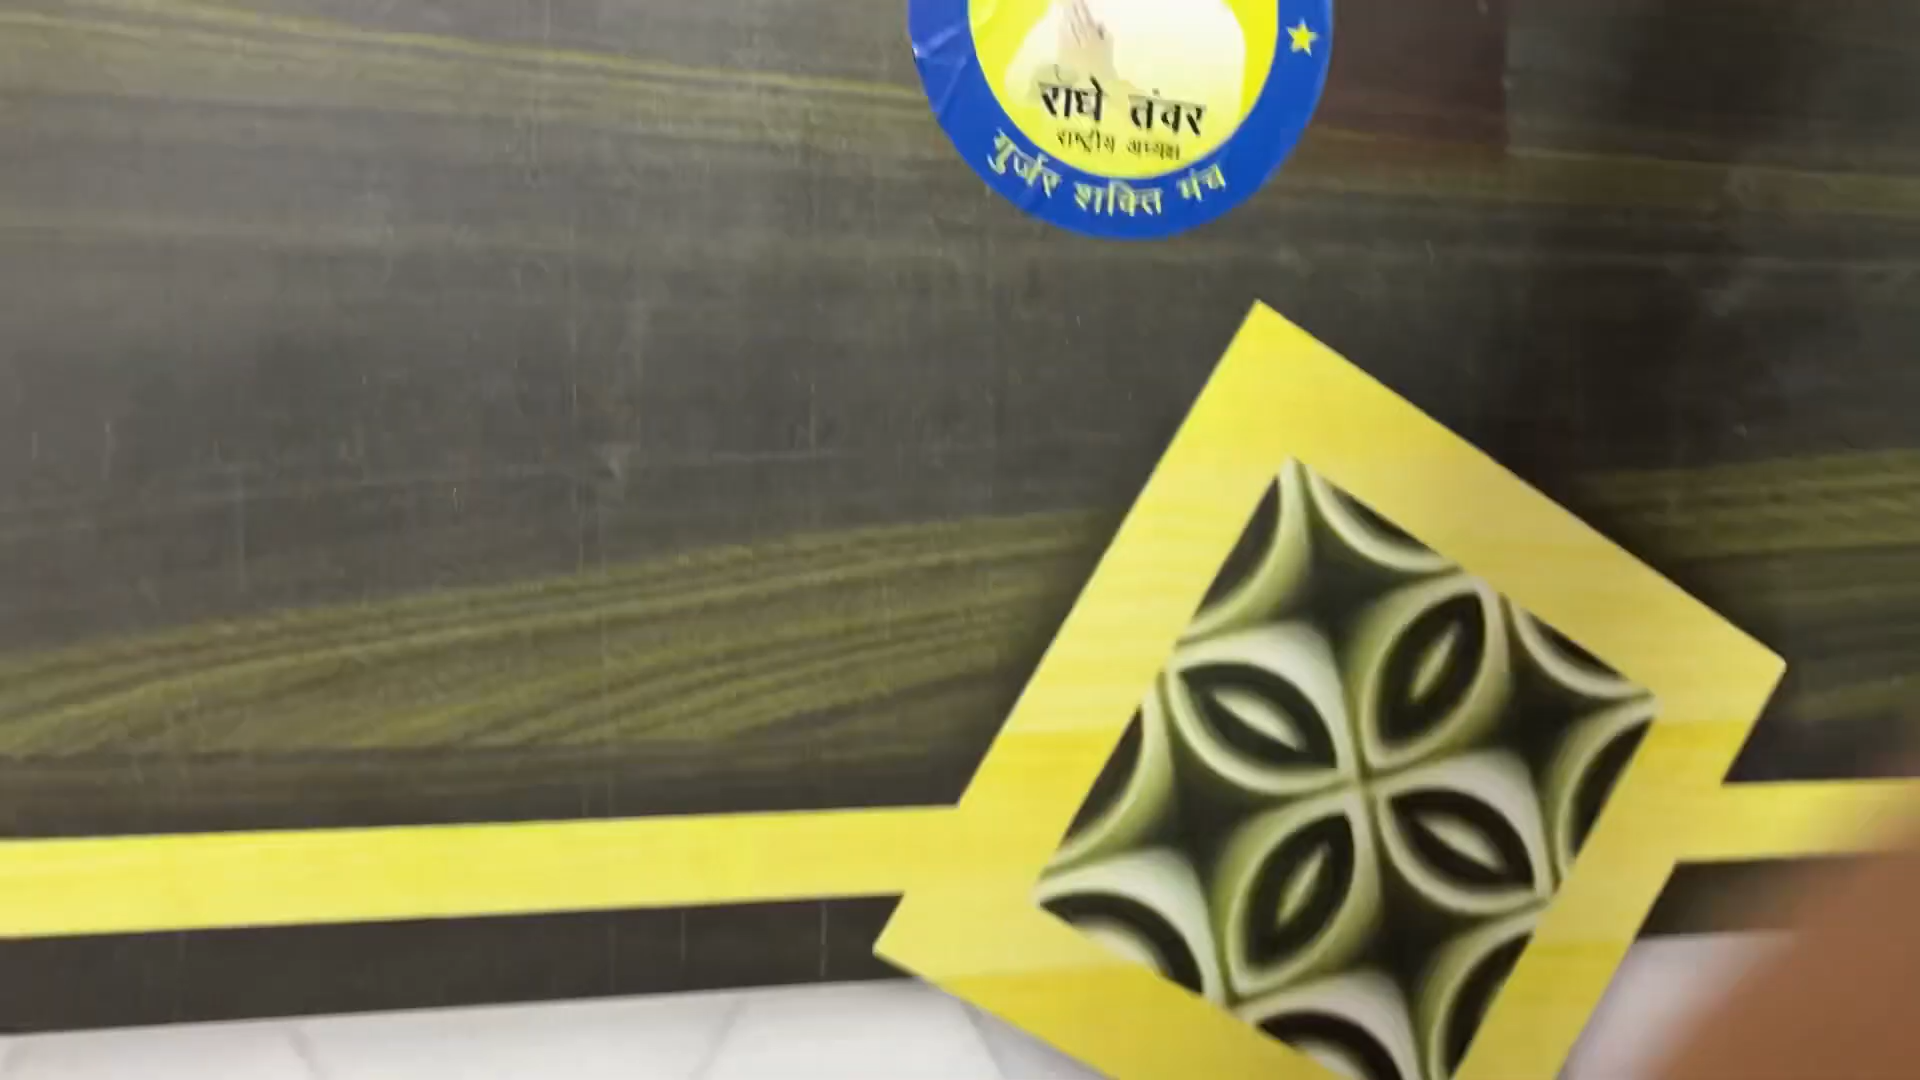 राधे तंवर
राष्ट्रीय अध्यक्ष
गुर्जर शक्ति मंच